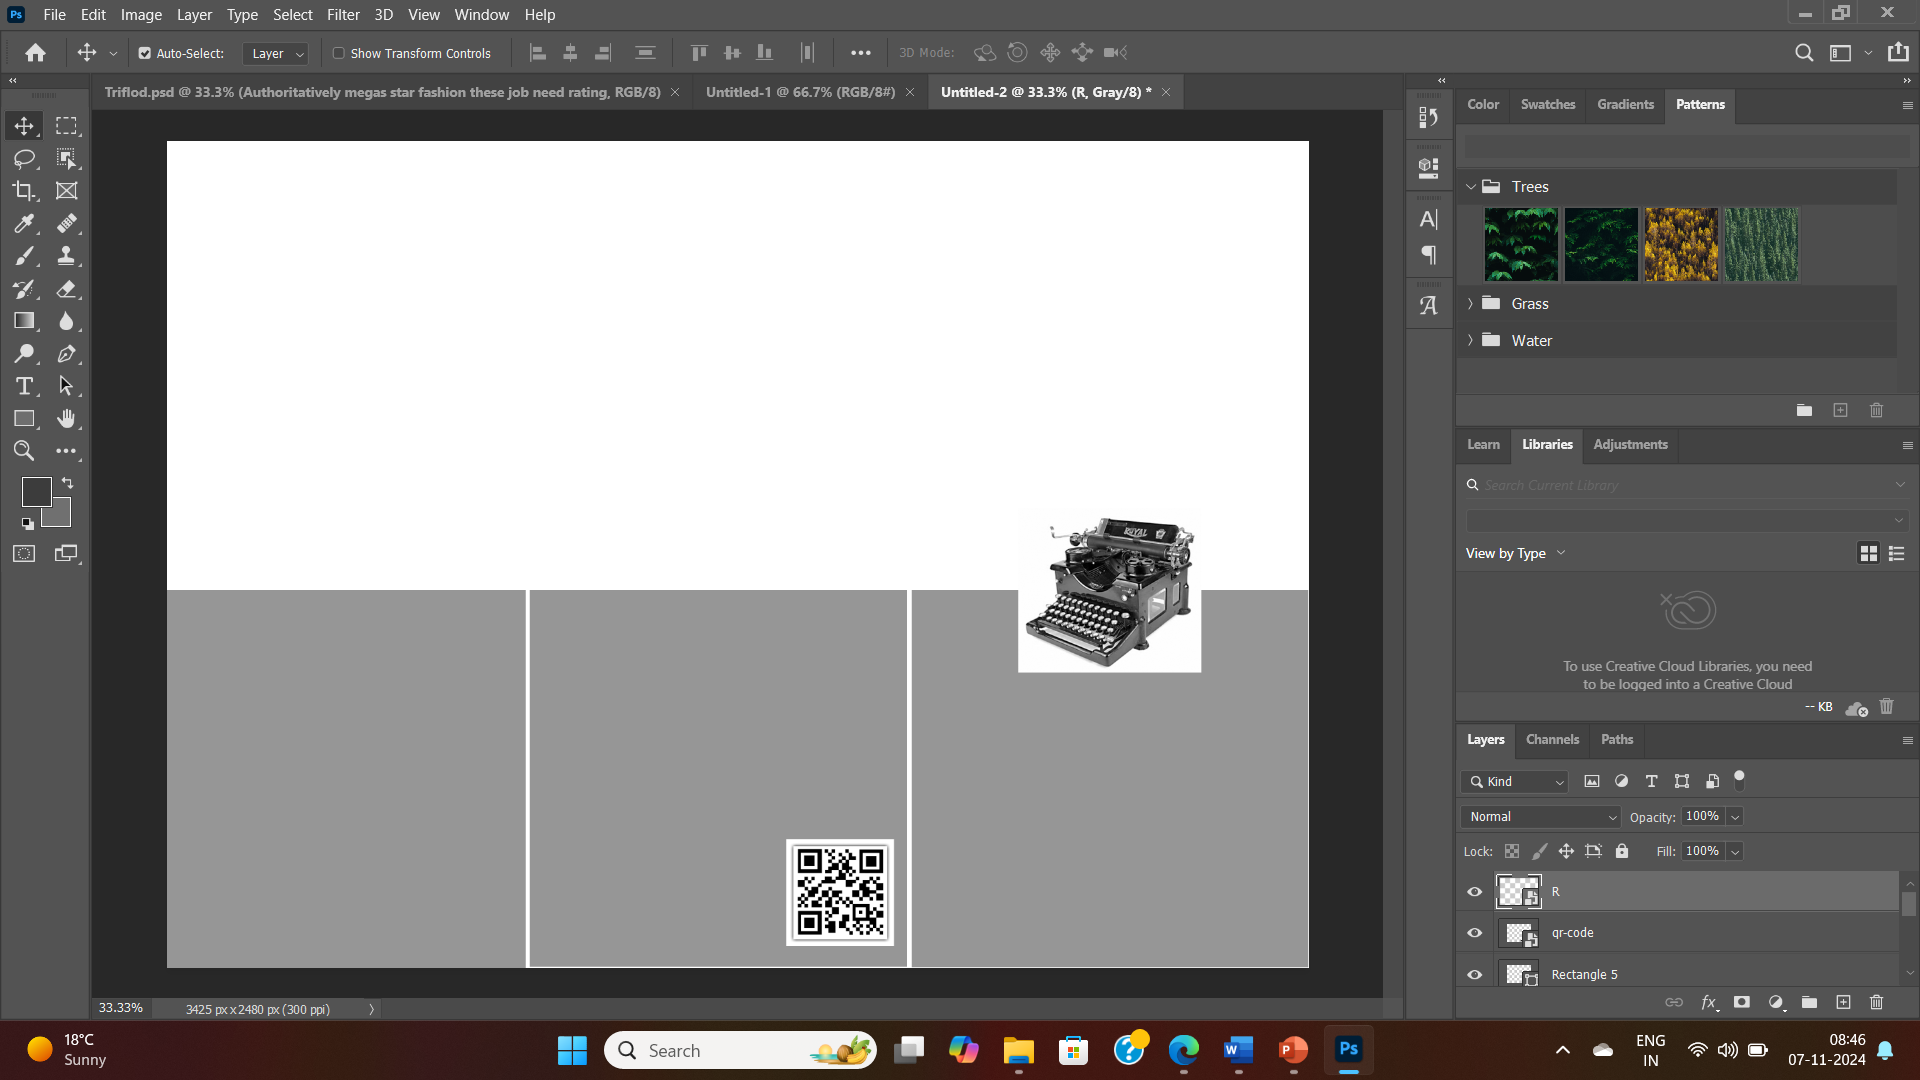 Ps File Edit Image Layer Type Select Filter 3D View Window Help
Auto-Select: Layer Show Transform Controls 3D Mode:
Triflod.psd @ 33.3% (Authoritatively megas star fashion these job need rating, RGB/8) Untitled-1 @ 66.7% (RGB/8#) Untitled-2 @ 33.3% (R, Gray/8) *
Color Swatches Gradients Patterns
Trees
Grass
Water
Learn Libraries Adjustments
Search Current Library
View by Type
To use Creative Cloud Libraries, you need
to be logged into a Creative Cloud
-- KB
Layers Channels Paths
Kind
Normal Opacity: 100%
Lock: Fill: 100%
R
qr-code
Rectangle 5
ROYAL
33.33% 3425 px x 2480 px (300 ppi)
18°C
Sunny
Search
ENG
IN
08:46
07-11-2024